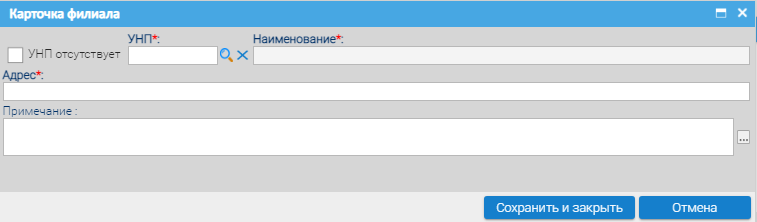 Карточка филиала
УНП отсутствует УНП*: Наименование*:
Адрес*:
Примечание :
...
Сохранить и закрыть Отмена